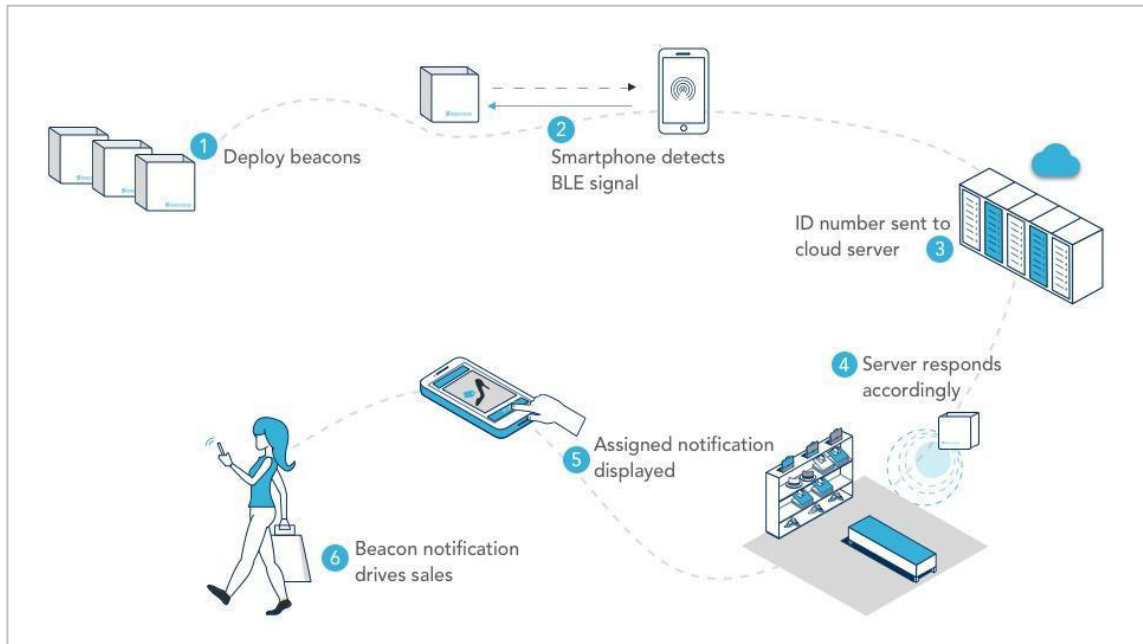 1
Deploy beacons
2
Smartphone detects
BLE signal
ID number sent to
cloud server 3
4 Server responds
accordingly
5 Assigned notification
displayed
6 Beacon notification
drives sales